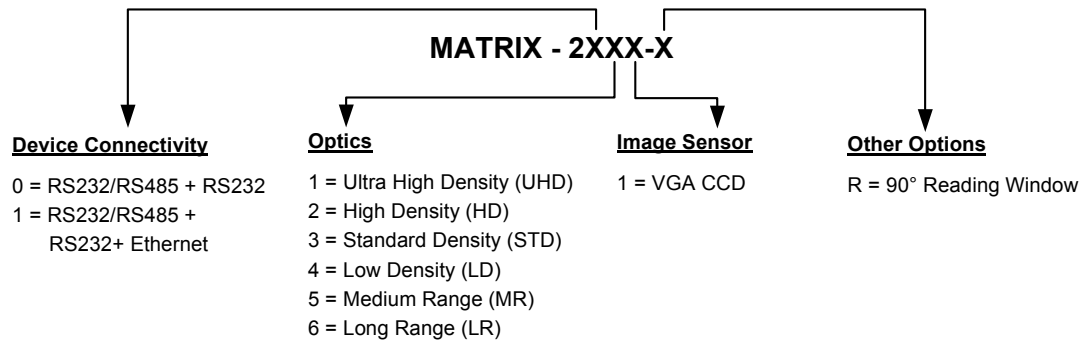 MATRIX - 2XXX-X
Device Connectivity
0 = RS232/RS485 + RS232
1 = RS232/RS485 +
RS232+ Ethernet
Optics
1 = Ultra High Density (UHD)
2 = High Density (HD)
3 = Standard Density (STD)
4 = Low Density (LD)
5 = Medium Range (MR)
6 = Long Range (LR)
Image Sensor
1 = VGA CCD
Other Options
R = 90° Reading Window